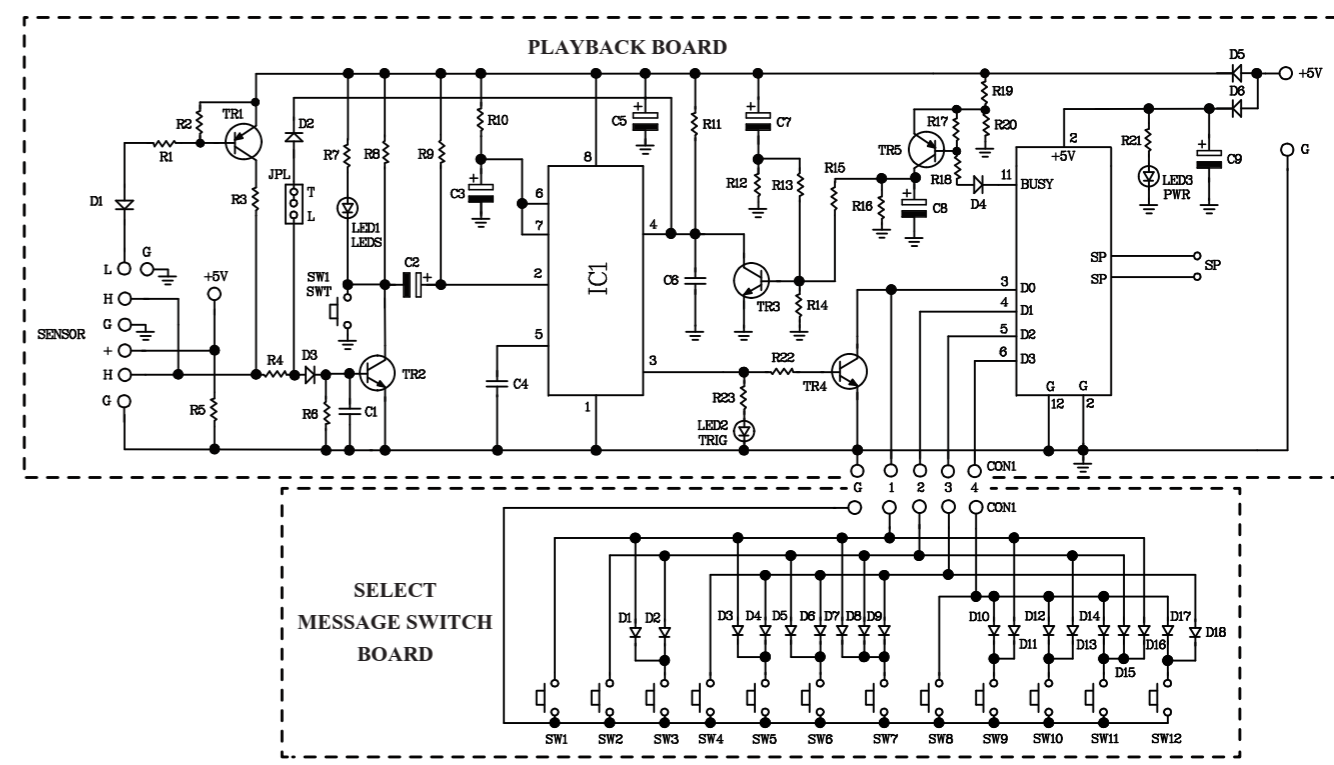 PLAYBACK BOARD
D5
+5V
D6
R2
TR1
R1
D2
R7
R8
R9
R10
C5
R11
C7
R19
R17
R20
TR5
2
+5V
R21
C9
G
JPL
T
L
R3
D1
LED1
LEDS
C3
8
6
7
4
R12
R13
R15
R16
C8
R18
D4
11
BUSY
LED3
PWR
L
G
+5V
SW1
SWT
C2
2
IC1
C6
TR3
R14
SP
SP
SP
H
G
+
H
G
SENSOR
3
D0
4
D1
5
D2
6
D3
R4
D3
TR2
5
C4
3
R22
TR4
R5
R6
C1
1
R23
LED2
TRIG
G
G
12
2
CON1
G
1
2
3
4
CON1
SELECT
MESSAGE SWITCH
BOARD
D1
D2
D3
D4
D5
D6
D7
D8
D9
D10
D11
D12
D13
D14
D15
D16
D17
D18
SW1
SW2
SW3
SW4
SW5
SW6
SW7
SW8
SW9
SW10
SW11
SW12